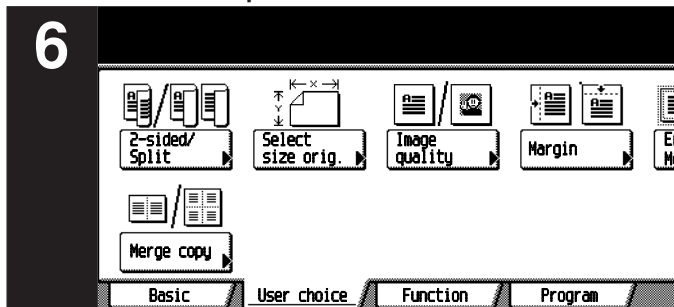 6
2-sided/
Split
Select
size orig.
Image
quality
Margin
Merge copy
Basic
User choice
Function
Program